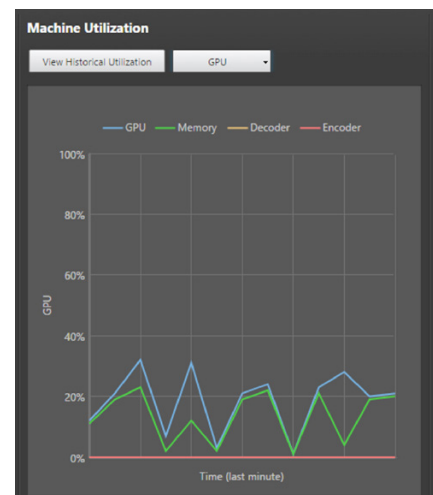 Machine Utilization
View Historical Utilization GPU
GPU Memory Decoder Encoder
100%
80%
60%
GPU
40%
20%
0%
Time (last minute)